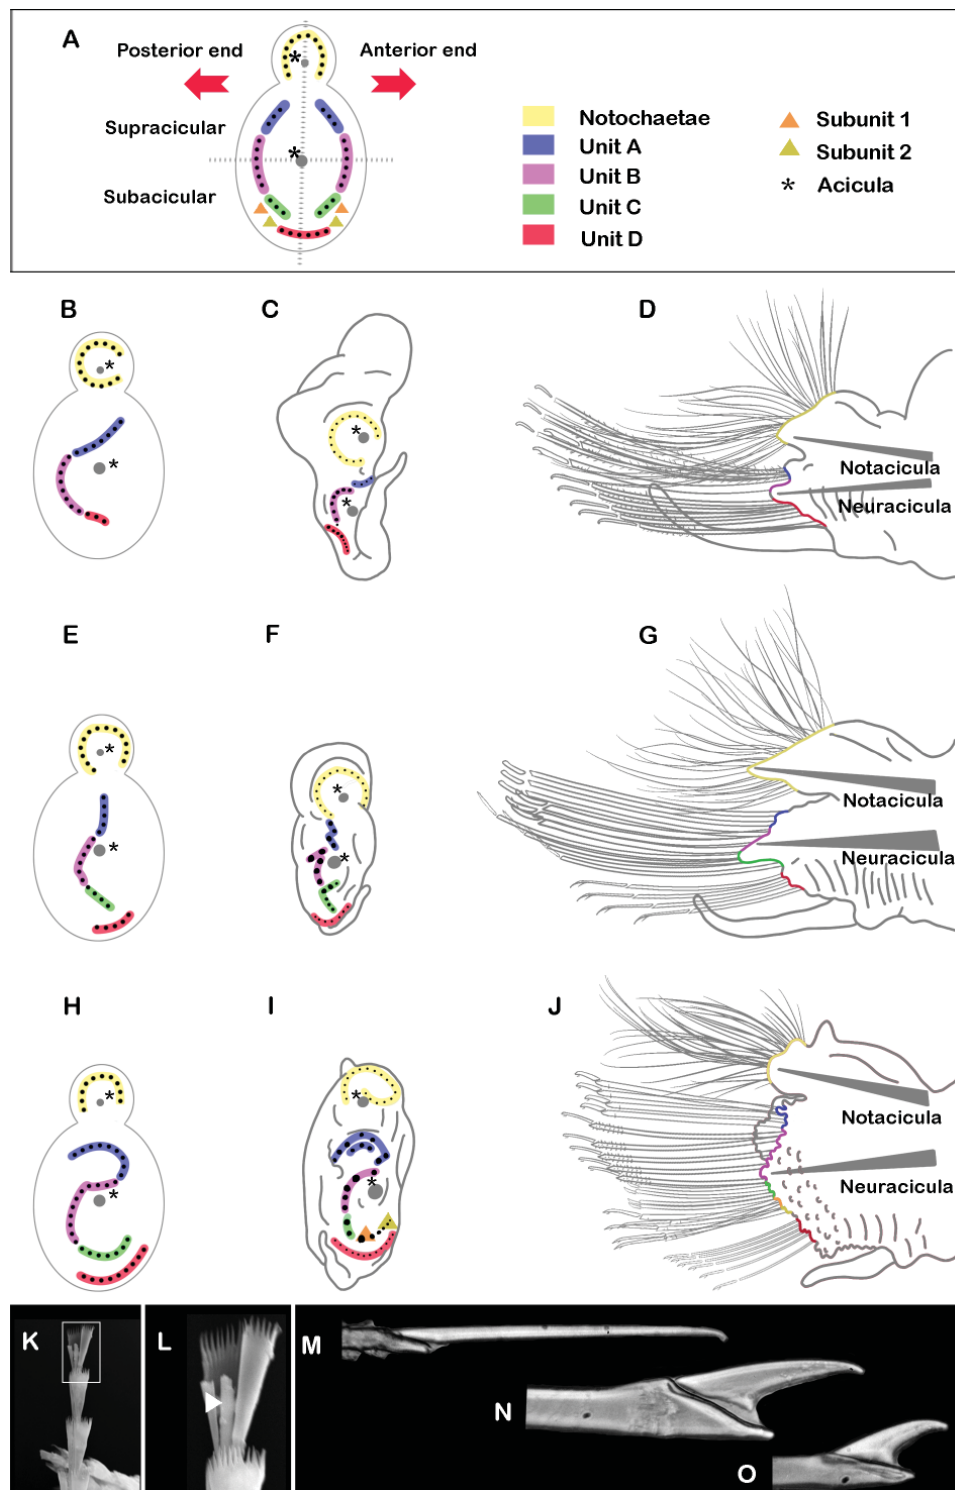 A
Posterior end
Anterior end
*
Supracicular
*
Subacicular
Notochaetae
Unit A
Unit B
Unit C
Unit D
Subunit 1
Subunit 2
* Acicula
B
*
*
C
*
*
D
Notacicula
Neuracicula
E
*
*
F
*
*
G
Notacicula
Neuracicula
H
*
*
I
*
*
J
Notacicula
Neuracicula
K
L
M
N
O